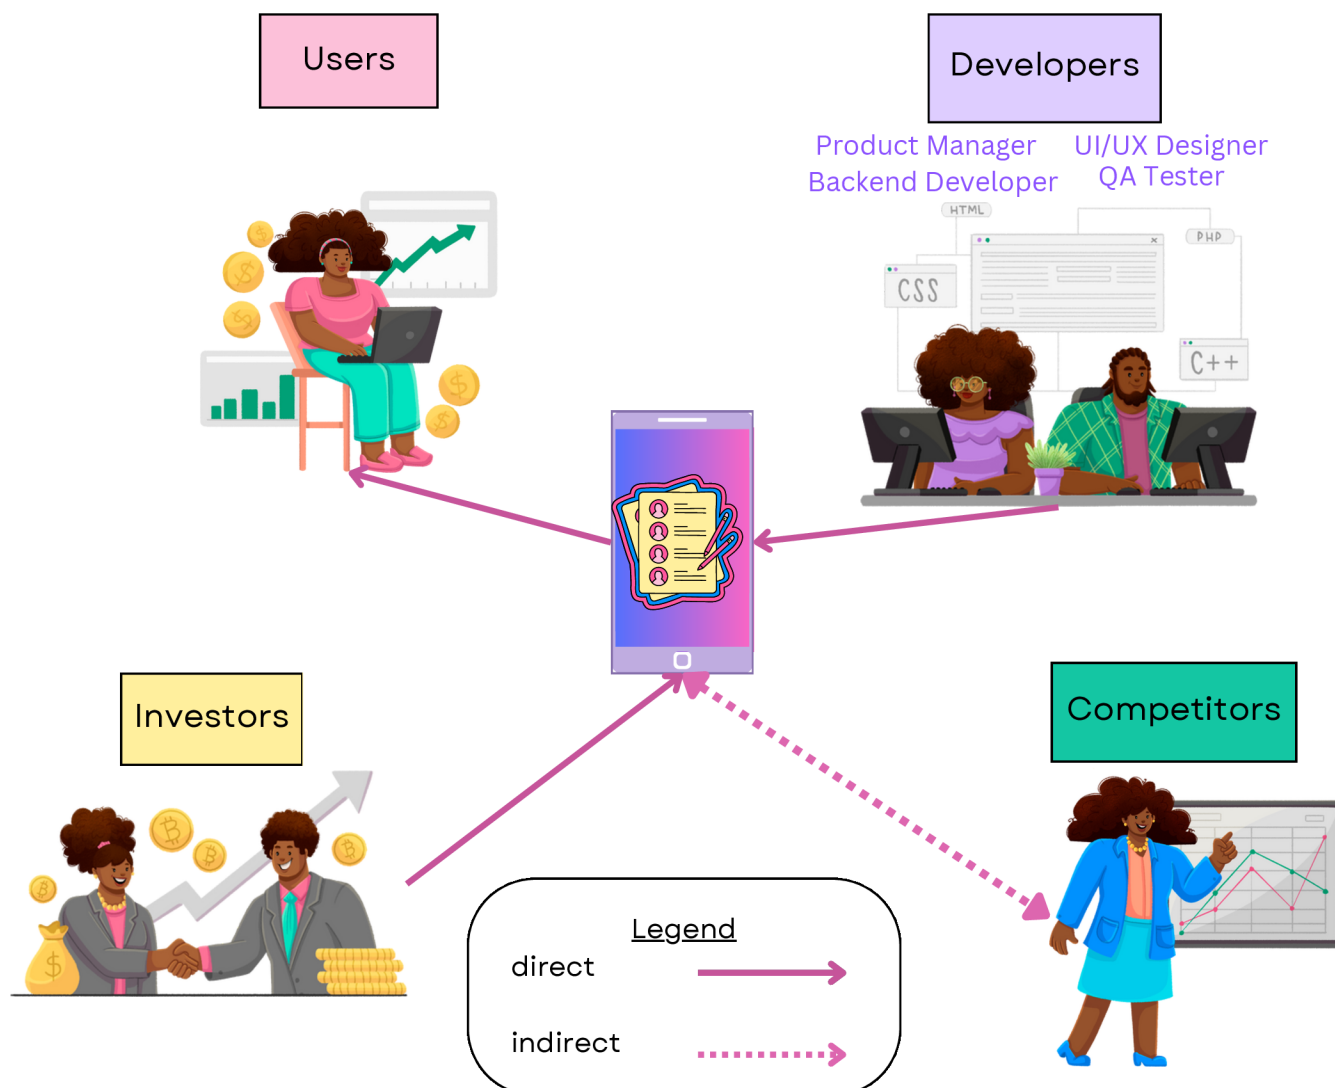 Users
Developers
Product Manager
UI/UX Designer
Backend Developer
QA Tester
HTML
PHP
CSS
C++
Investors
Competitors
Legend
direct
indirect